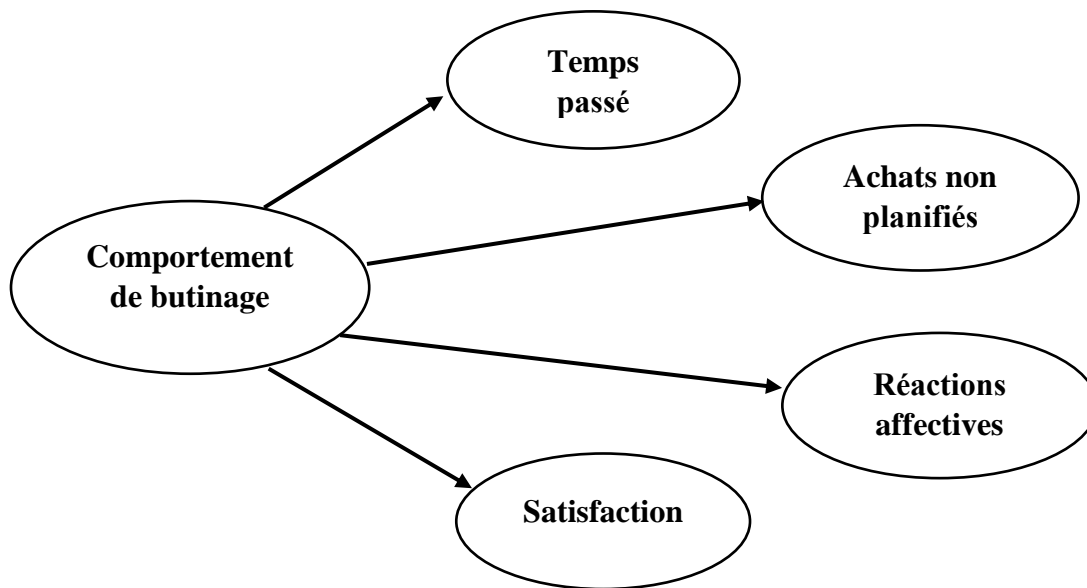 Temps
passé
Achats non
planifiés
Comportement
de butinage
Réactions
affectives
Satisfaction